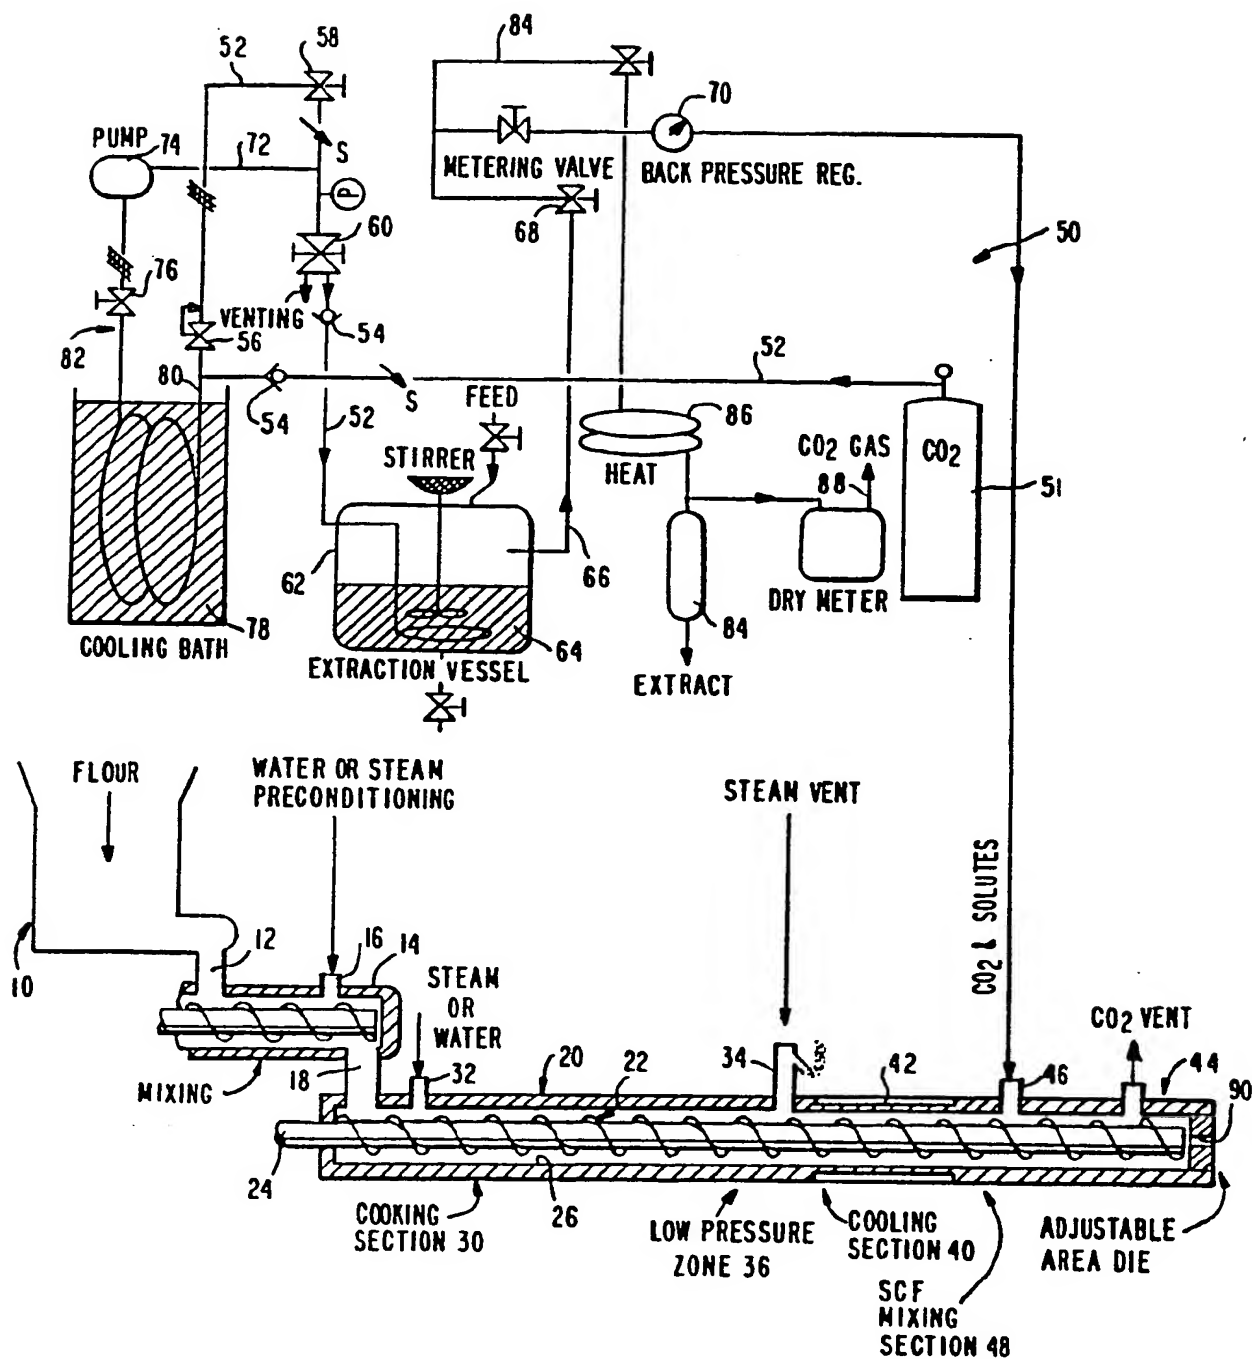 84
58
52
70
PUMP
74
72
S
METERING VALVE
BACK PRESSURE REG.
P
60
68
50
76
VENTING
54
56
82
52
80
54
S
52
FEED
86
CO2 GAS
CO2
STIRRER
HEAT
88
51
62
66
DRY METER
78
64
84
COOLING BATH
EXTRACTION VESSEL
EXTRACT
FLOUR
WATER OR STEAM
PRECONDITIONING
STEAM VENT
CO2 & SOLUTES
12
16
14
10
STEAM
OR
WATER
CO2 VENT
34
42
46
44
MIXING
18
32
20
22
90
24
26
COOKING
SECTION 30
LOW PRESSURE
ZONE 36
COOLING
SECTION 40
ADJUSTABLE
AREA DIE
SCF
MIXING
SECTION 48